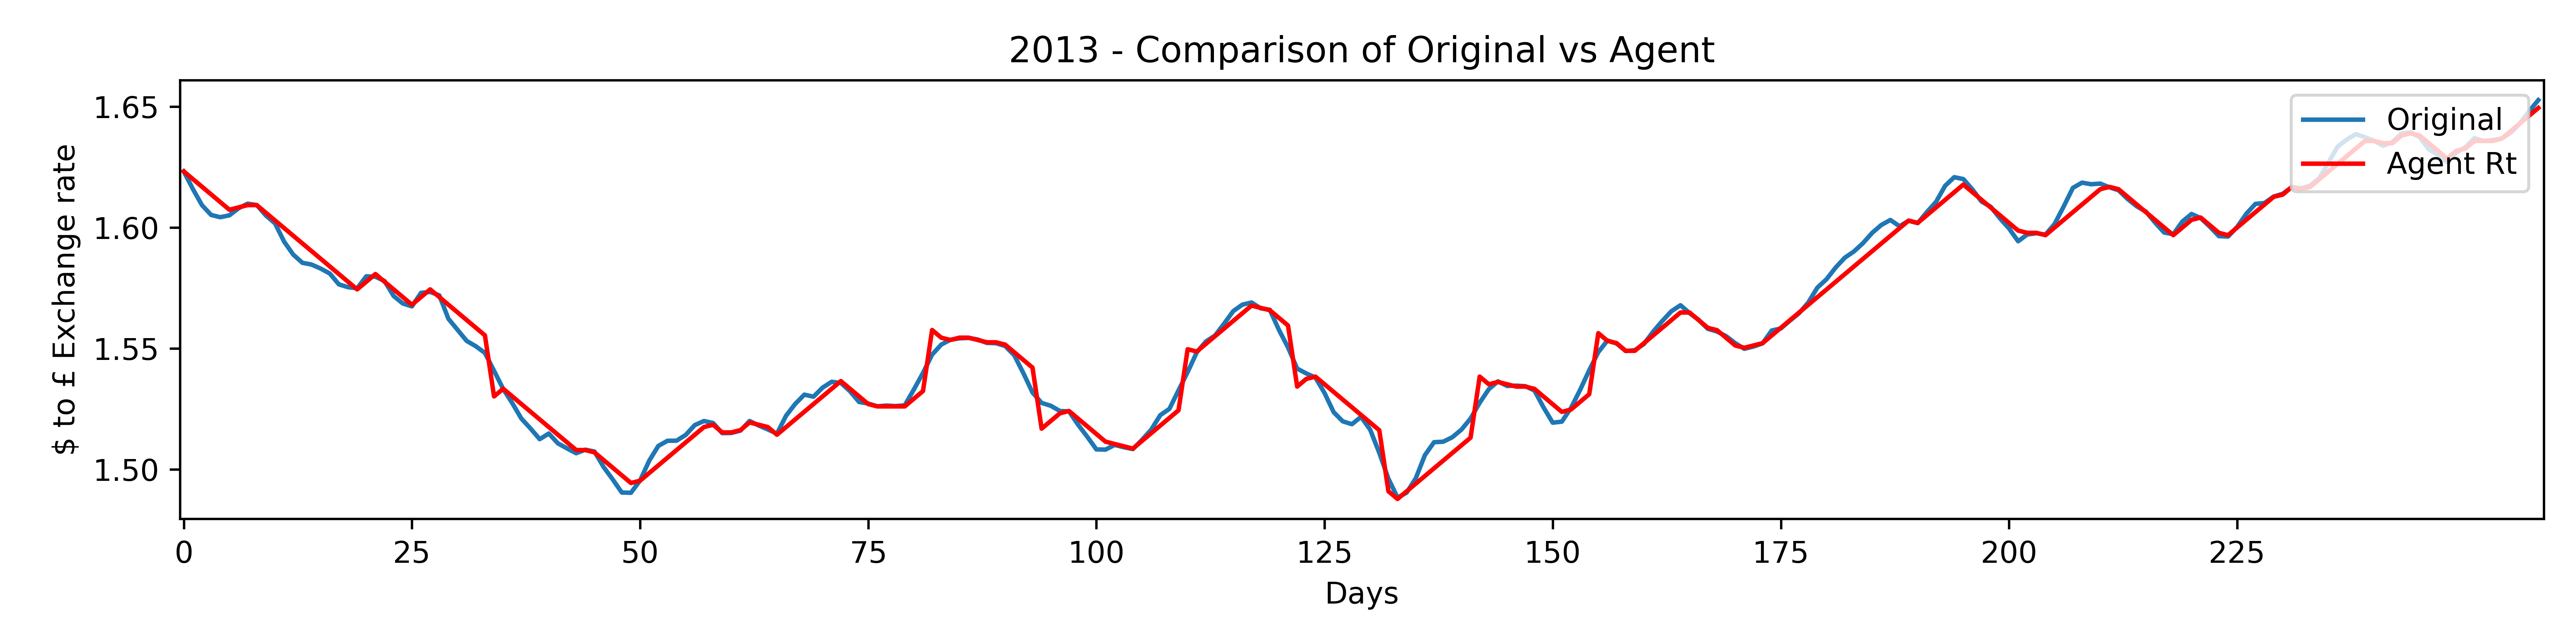 2013 - Comparison of Original vs Agent
$ to £ Exchange rate
1.65
1.60
1.55
1.50
Original
Agent Rt
0 25 50 75 100 125 150 175 200 225
Days